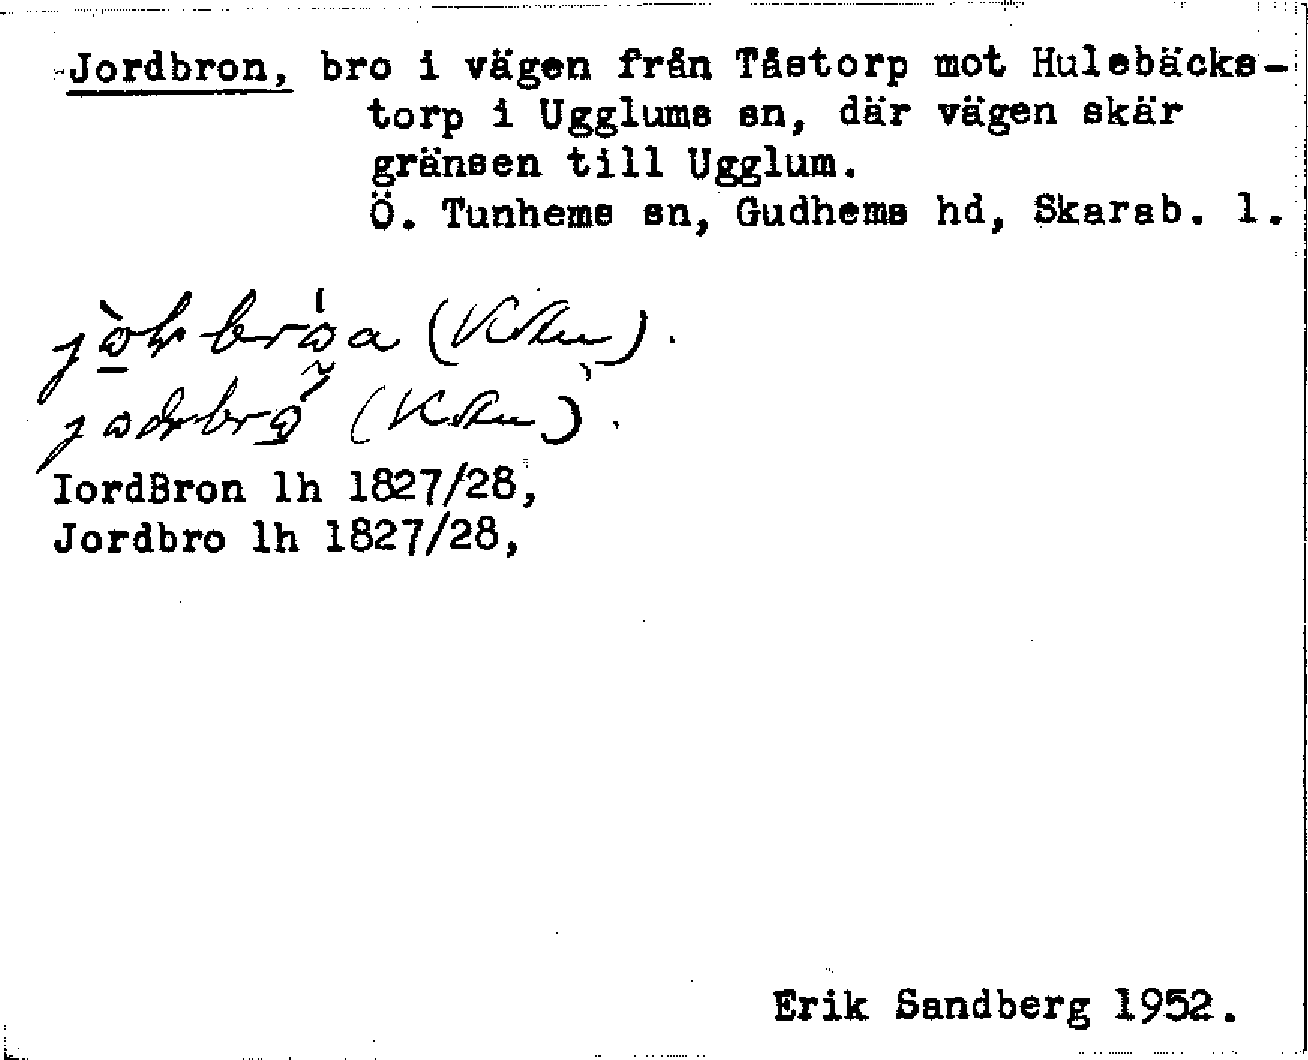 Jordbron, bro i vägen från Tåstorp mot Hulebäcks-
torp i Ugglums sn, där vägen skär
gränsen till Ugglum.
Ö. Tunhems sn, Gudhems hd, Skarab. l.
IordBron lh 1827/28,
Jordbro lh 1827/28,
Erik Sandberg 1952.